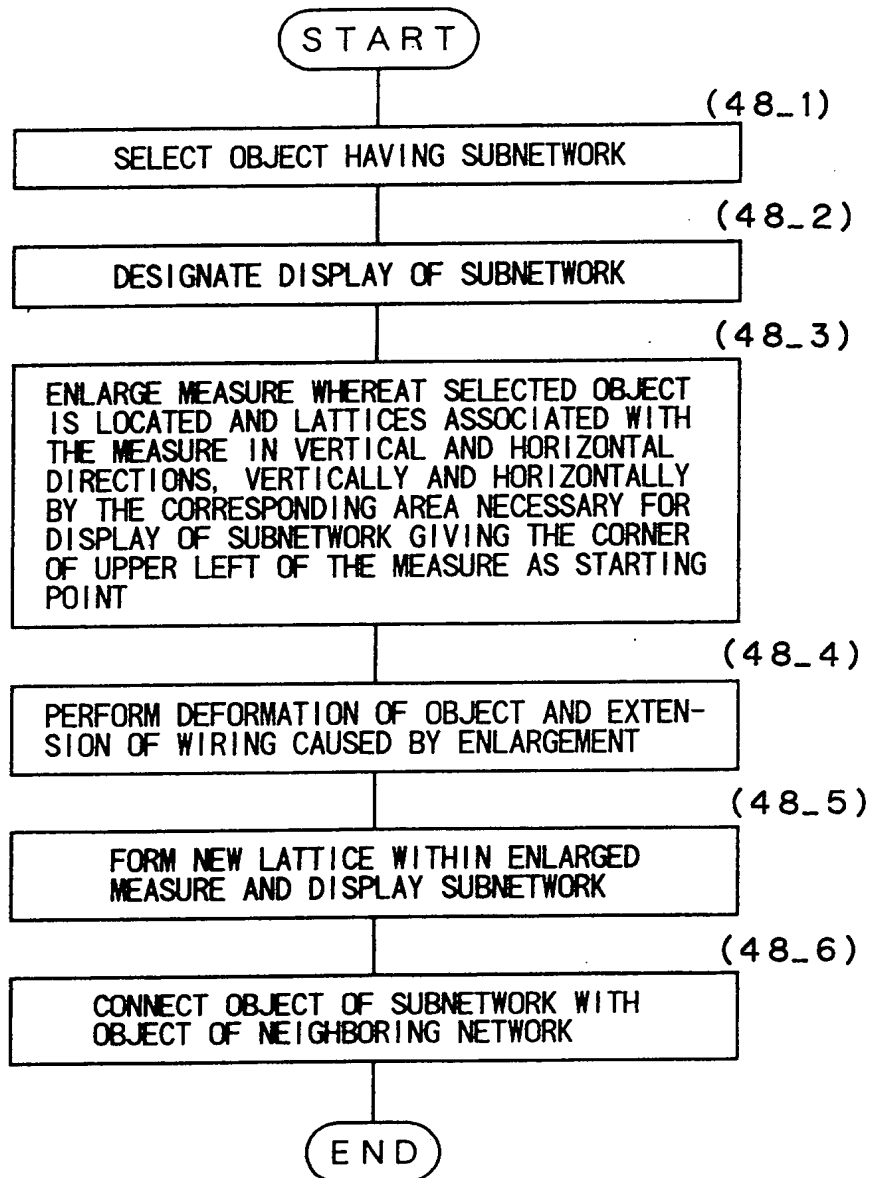 START
(48_1)
SELECT OBJECT HAVING SUBNETWORK
(48_2)
DESIGNATE DISPLAY OF SUBNETWORK
(48_3)
ENLARGE MEASURE WHEREAT SELECTED OBJECT
IS LOCATED AND LATTICES ASSOCIATED WITH
THE MEASURE IN VERTICAL AND HORIZONTAL
DIRECTIONS, VERTICALLY AND HORIZONTALLY
BY THE CORRESPONDING AREA NECESSARY FOR
DISPLAY OF SUBNETWORK GIVING THE CORNER
OF UPPER LEFT OF THE MEASURE AS STARTING
POINT
(48_4)
PERFORM DEFORMATION OF OBJECT AND EXTEN-
SION OF WIRING CAUSED BY ENLARGEMENT
(48_5)
FORM NEW LATTICE WITHIN ENLARGED
MEASURE AND DISPLAY SUBNETWORK
(48_6)
CONNECT OBJECT OF SUBNETWORK WITH
OBJECT OF NEIGHBORING NETWORK
END